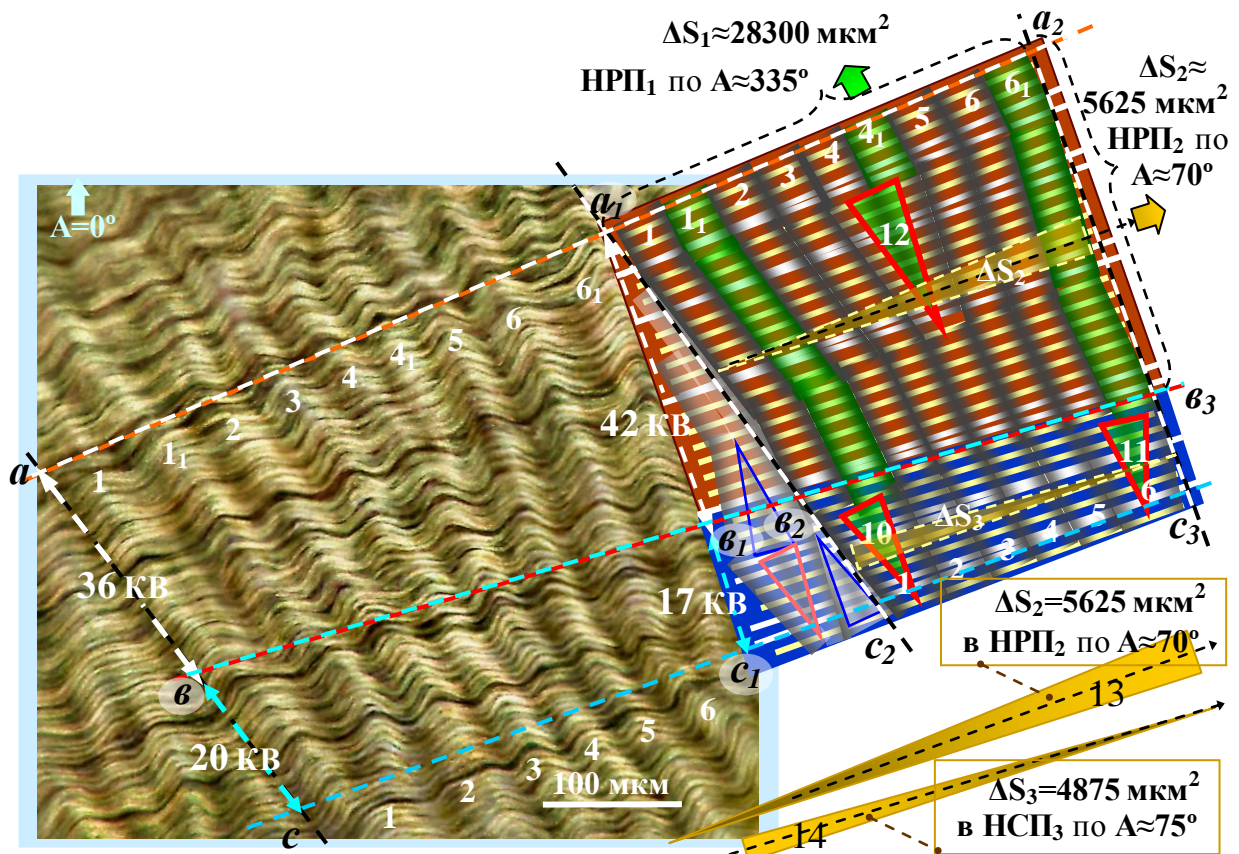 ΔS₁≈28300 мкм²
НРП₁ по А≈335º
a₂
ΔS₂≈
5625 мкм²
НРП₂ по
А≈70º
А=0º
a₁
1
1₁
2
3
4
4₁
5
6
6₁
12
ΔS₂
6₁
6
5
4₁
4
3
2
1₁
1
a
42 КВ
в₃
11
6
5
4
3
2
1
10
ΔS₃
в₁
в₂
c₃
36 КВ
17 КВ
в
c₁
c₂
20 КВ
c
1
2
3
4
5
6
100 мкм
ΔS₂=5625 мкм²
в НРП₂ по А≈70º
13
ΔS₃=4875 мкм²
в НСП₃ по А≈75º
14